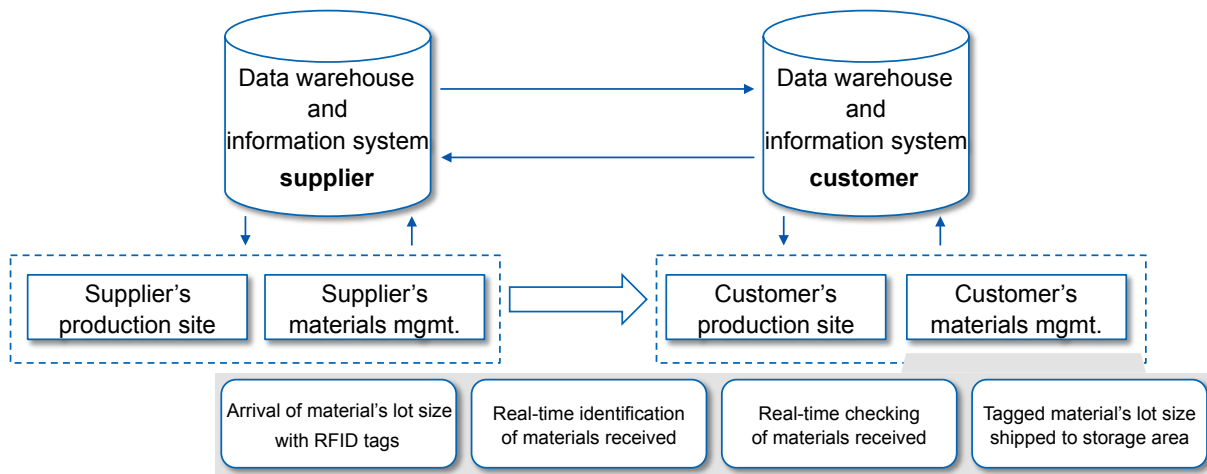 Data warehouse
and
information system
supplier
Data warehouse
and
information system
customer
Supplier’s
production site
Supplier’s
materials mgmt.
Customer’s
production site
Customer’s
materials mgmt.
Arrival of material’s lot size
with RFID tags
Real-time identification
of materials received
Real-time checking
of materials received
Tagged material’s lot size
shipped to storage area